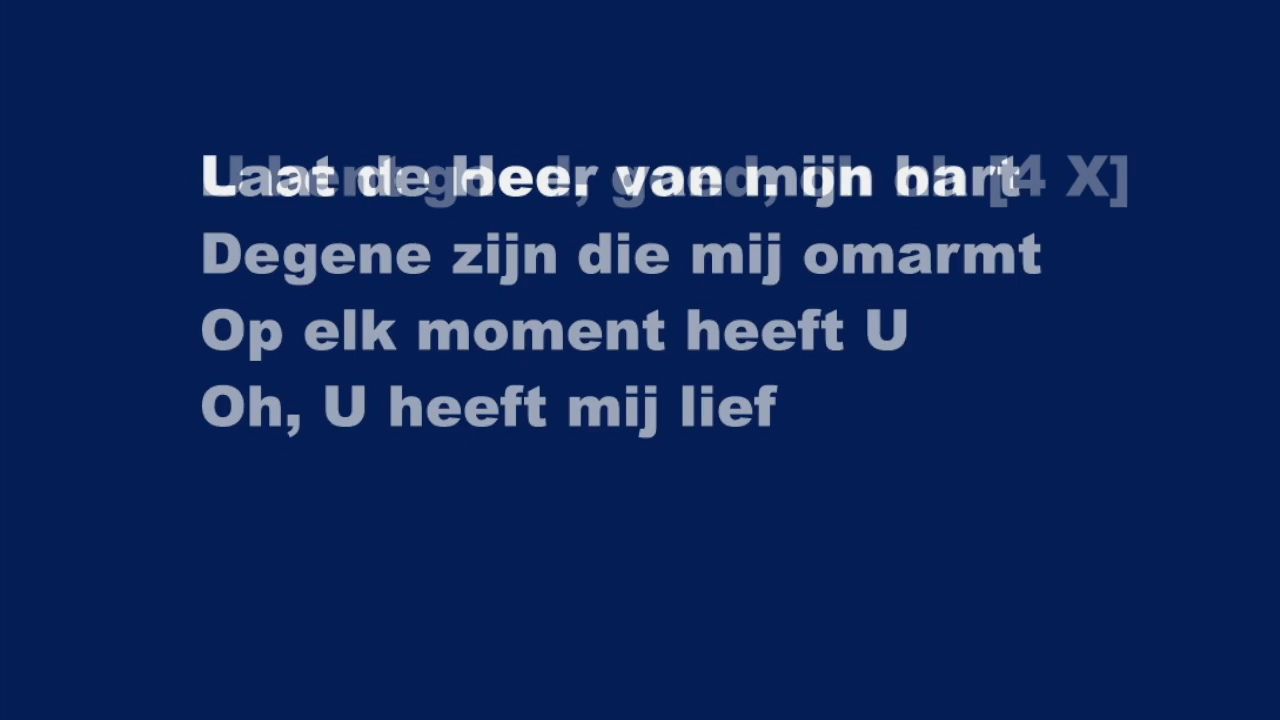 Laat de Heer van mijn hart [4 X]
Degene zijn die mij omarmt
Op elk moment heeft U
Oh, U heeft mij lief